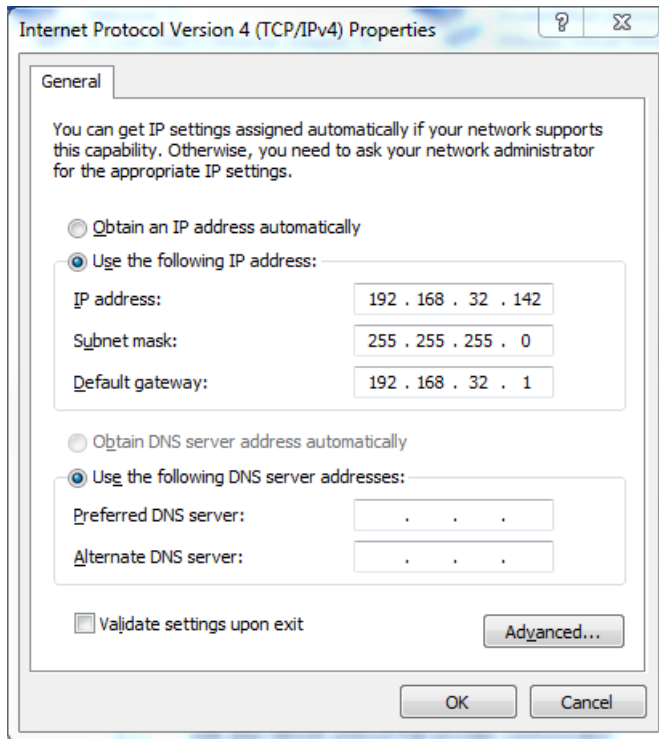 Internet Protocol Version 4 (TCP/IPv4) Properties
General
You can get IP settings assigned automatically if your network supports
this capability. Otherwise, you need to ask your network administrator
for the appropriate IP settings.
Obtain an IP address automatically
Use the following IP address:
IP address: 192 . 168 . 32 . 142
Subnet mask: 255 . 255 . 255 . 0
Default gateway: 192 . 168 . 32 . 1
Obtain DNS server address automatically
Use the following DNS server addresses:
Preferred DNS server: . . .
Alternate DNS server: . . .
Validate settings upon exit
Advanced...
OK Cancel